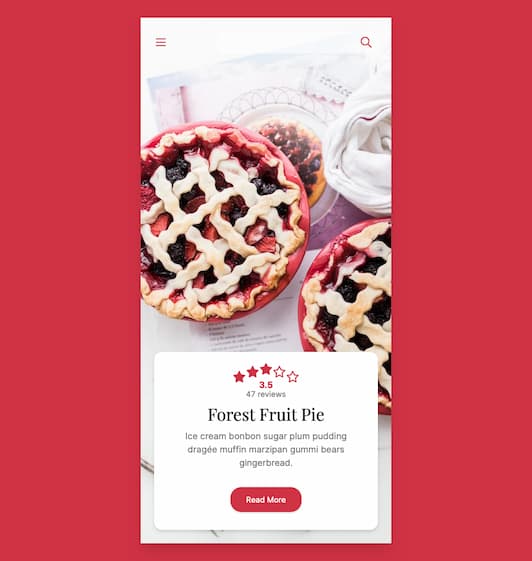 3.5
47 reviews
Forest Fruit Pie
Ice cream bonbon sugar plum pudding
dragée muffin marzipan gummi bears
gingerbread.
Read More